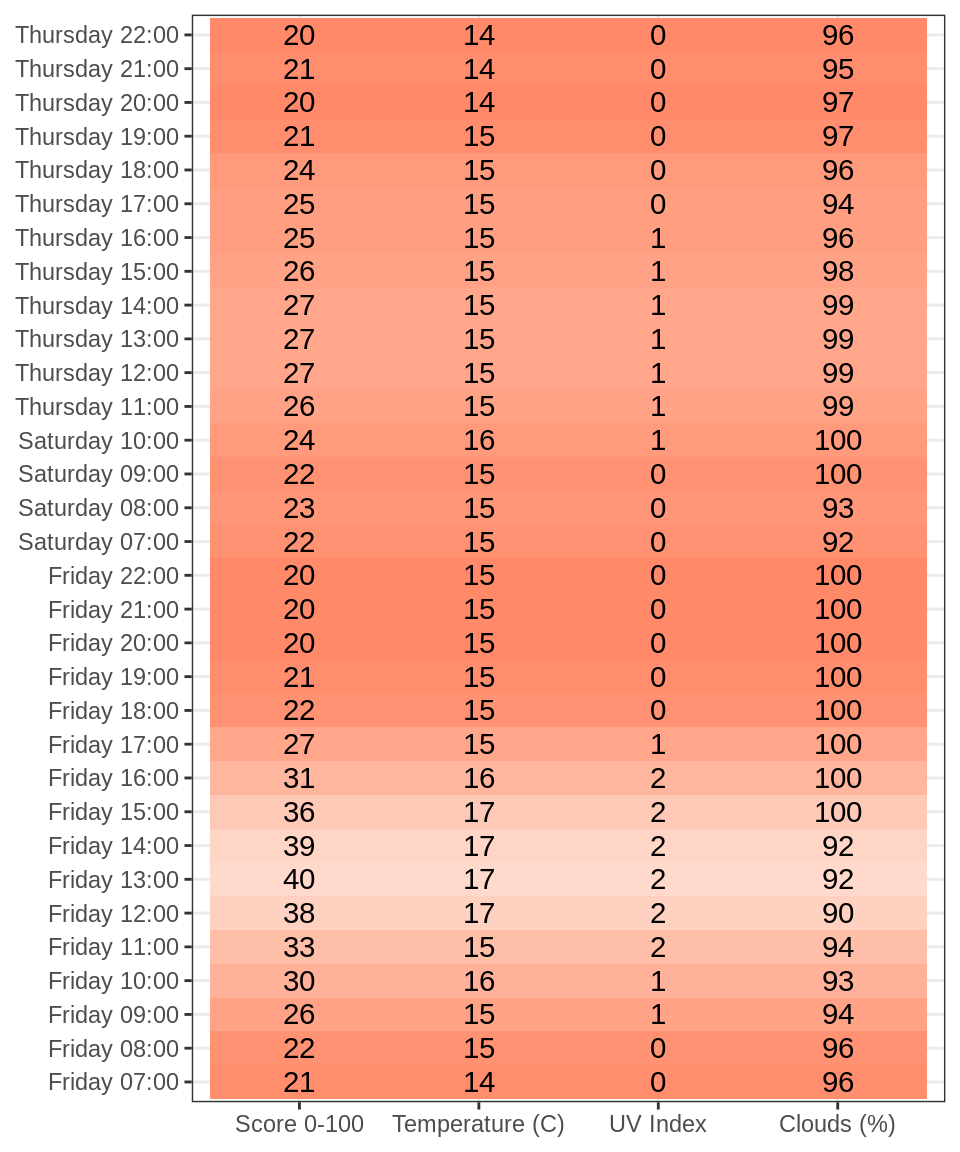 Thursday 22:00 20 14 0 96
Thursday 21:00 21 14 0 95
Thursday 20:00 20 14 0 97
Thursday 19:00 21 15 0 97
Thursday 18:00 24 15 0 96
Thursday 17:00 25 15 0 94
Thursday 16:00 25 15 1 96
Thursday 15:00 26 15 1 98
Thursday 14:00 27 15 1 99
Thursday 13:00 27 15 1 99
Thursday 12:00 27 15 1 99
Thursday 11:00 26 15 1 99
Saturday 10:00 24 16 1 100
Saturday 09:00 22 15 0 100
Saturday 08:00 23 15 0 93
Saturday 07:00 22 15 0 92
Friday 22:00 20 15 0 100
Friday 21:00 20 15 0 100
Friday 20:00 20 15 0 100
Friday 19:00 21 15 0 100
Friday 18:00 22 15 0 100
Friday 17:00 27 15 1 100
Friday 16:00 31 16 2 100
Friday 15:00 36 17 2 100
Friday 14:00 39 17 2 92
Friday 13:00 40 17 2 92
Friday 12:00 38 17 2 90
Friday 11:00 33 15 2 94
Friday 10:00 30 16 1 93
Friday 09:00 26 15 1 94
Friday 08:00 22 15 0 96
Friday 07:00 21 14 0 96
Score 0-100 Temperature (C) UV Index Clouds (%)